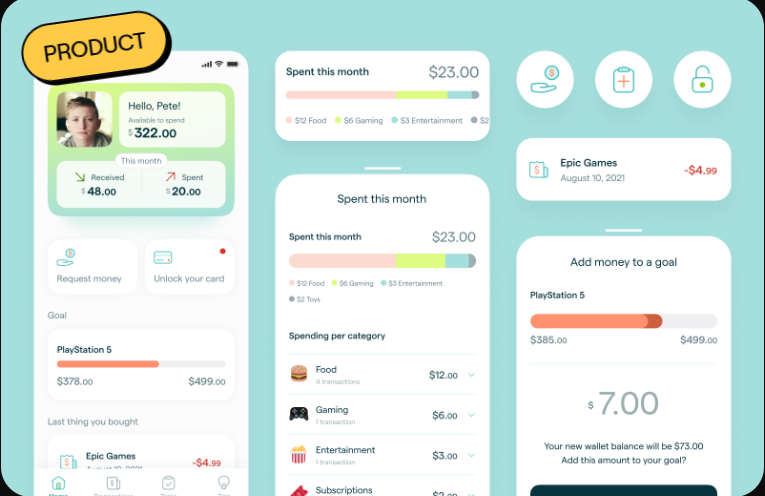 PRODUCT
Hello, Pete!
Available to spend
$322.00
This month
Received
$48.00
Spent
$20.00
Request money
Unlock your card
Goal
PlayStation 5
$378.00
$499.00
Last thing you bought
Epic Games
August 10, 2021
-$4.99
Home
Transactions
Tasks
Spent this month
$23.00
$12 Food
$6 Gaming
$3 Entertainment
$2
Spent this month
Spent this month
$23.00
$12 Food
$6 Gaming
$3 Entertainment
$2 Toys
Spending per category
Food
4 transactions
$12.00
Gaming
1 transaction
$6.00
Entertainment
1 transaction
$3.00
Subscriptions
$2.00
Epic Games
August 10, 2021
-$4.99
Add money to a goal
PlayStation 5
$385.00
$499.00
$ 7.00
Your new wallet balance will be $73.00
Add this amount to your goal?